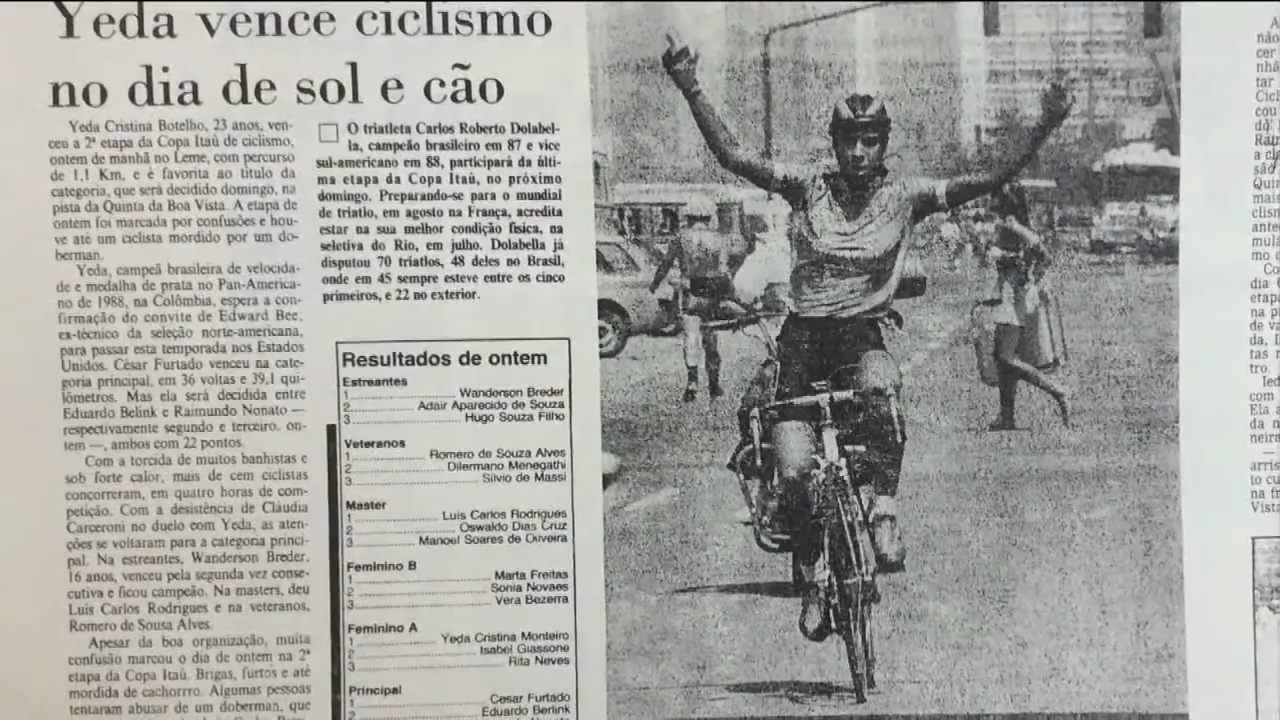 Yeda vence ciclismo
no dia de sol e cão
Yeda Cristina Botelho, 23 anos, ven-
ceu a 2ª etapa da Copa Itaú de ciclismo,
ontem de manhã no Leme, com percurso
de 1,1 Km, e é favorita ao título da
categoria, que será decidido domingo, na
pista da Quinta da Boa Vista. A etapa de
ontem foi marcada por confusões e hou-
ve até um ciclista mordido por um do-
berman.
Yeda, campeã brasileira de velocida-
de e medalha de prata no Pan-America-
no de 1988, na Colômbia, espera a con-
firmação do convite de Edward Bee,
ex-técnico da seleção norte-americana,
para passar esta temporada nos Estados
Unidos. César Furtado venceu na cate-
goria principal, em 36 voltas e 39,1 qui-
lômetros. Mas ela será decidida entre
Eduardo Belink e Raimundo Nonato —
respectivamente segundo e terceiro, on-
tem —, ambos com 22 pontos.
Com a torcida de muitos banhistas e
sob forte calor, mais de cem ciclistas
concorreram, em quatro horas de com-
petição. Com a desistência de Cláudia
Carceroni no duelo com Yeda, as aten-
ções se voltaram para a categoria princi-
pal. Na estreantes, Wanderson Breder,
16 anos, venceu pela segunda vez conse-
cutiva e ficou campeão. Na masters, deu
Luis Carlos Rodrigues e na veteranos,
Romero de Sousa Alves.
Apesar da boa organização, muita
confusão marcou o dia de ontem na 2ª
etapa da Copa Itaú. Brigas, furtos e até
mordida de cachorrro. Algumas pessoas
tentaram abusar de um doberman, que
O triatleta Carlos Roberto Dolabel-
la, campeão brasileiro em 87 e vice
sul-americano em 88, participará da últi-
ma etapa da Copa Itaú, no próximo
domingo. Preparando-se para o mundial
de triatlo, em agosto na França, acredita
estar na sua melhor condição física, na
seletiva do Rio, em julho. Dolabella já
disputou 70 triatlos, 48 deles no Brasil,
onde em 45 sempre esteve entre os cinco
primeiros, e 22 no exterior.
Resultados de ontem
Estreantes
1 Wanderson Breder
2 Adair Aparecido de Souza
3 Hugo Souza Filho
Veteranos
1 Romero de Souza Alves
2 Dilermano Menegathi
3 Silvio de Massi
Master
1 Luis Carlos Rodrigues
2 Oswaldo Dias Cruz
3 Manoel Soares de Oliveira
Feminino B
1 Marta Freitas
2 Sonia Novaes
3 Vera Bezerra
Feminino A
1 Yeda Cristina Monteiro
2 Isabel Giassone
3 Rita Neves
Principal
1 Cesar Furtado
2 Eduardo Berlink